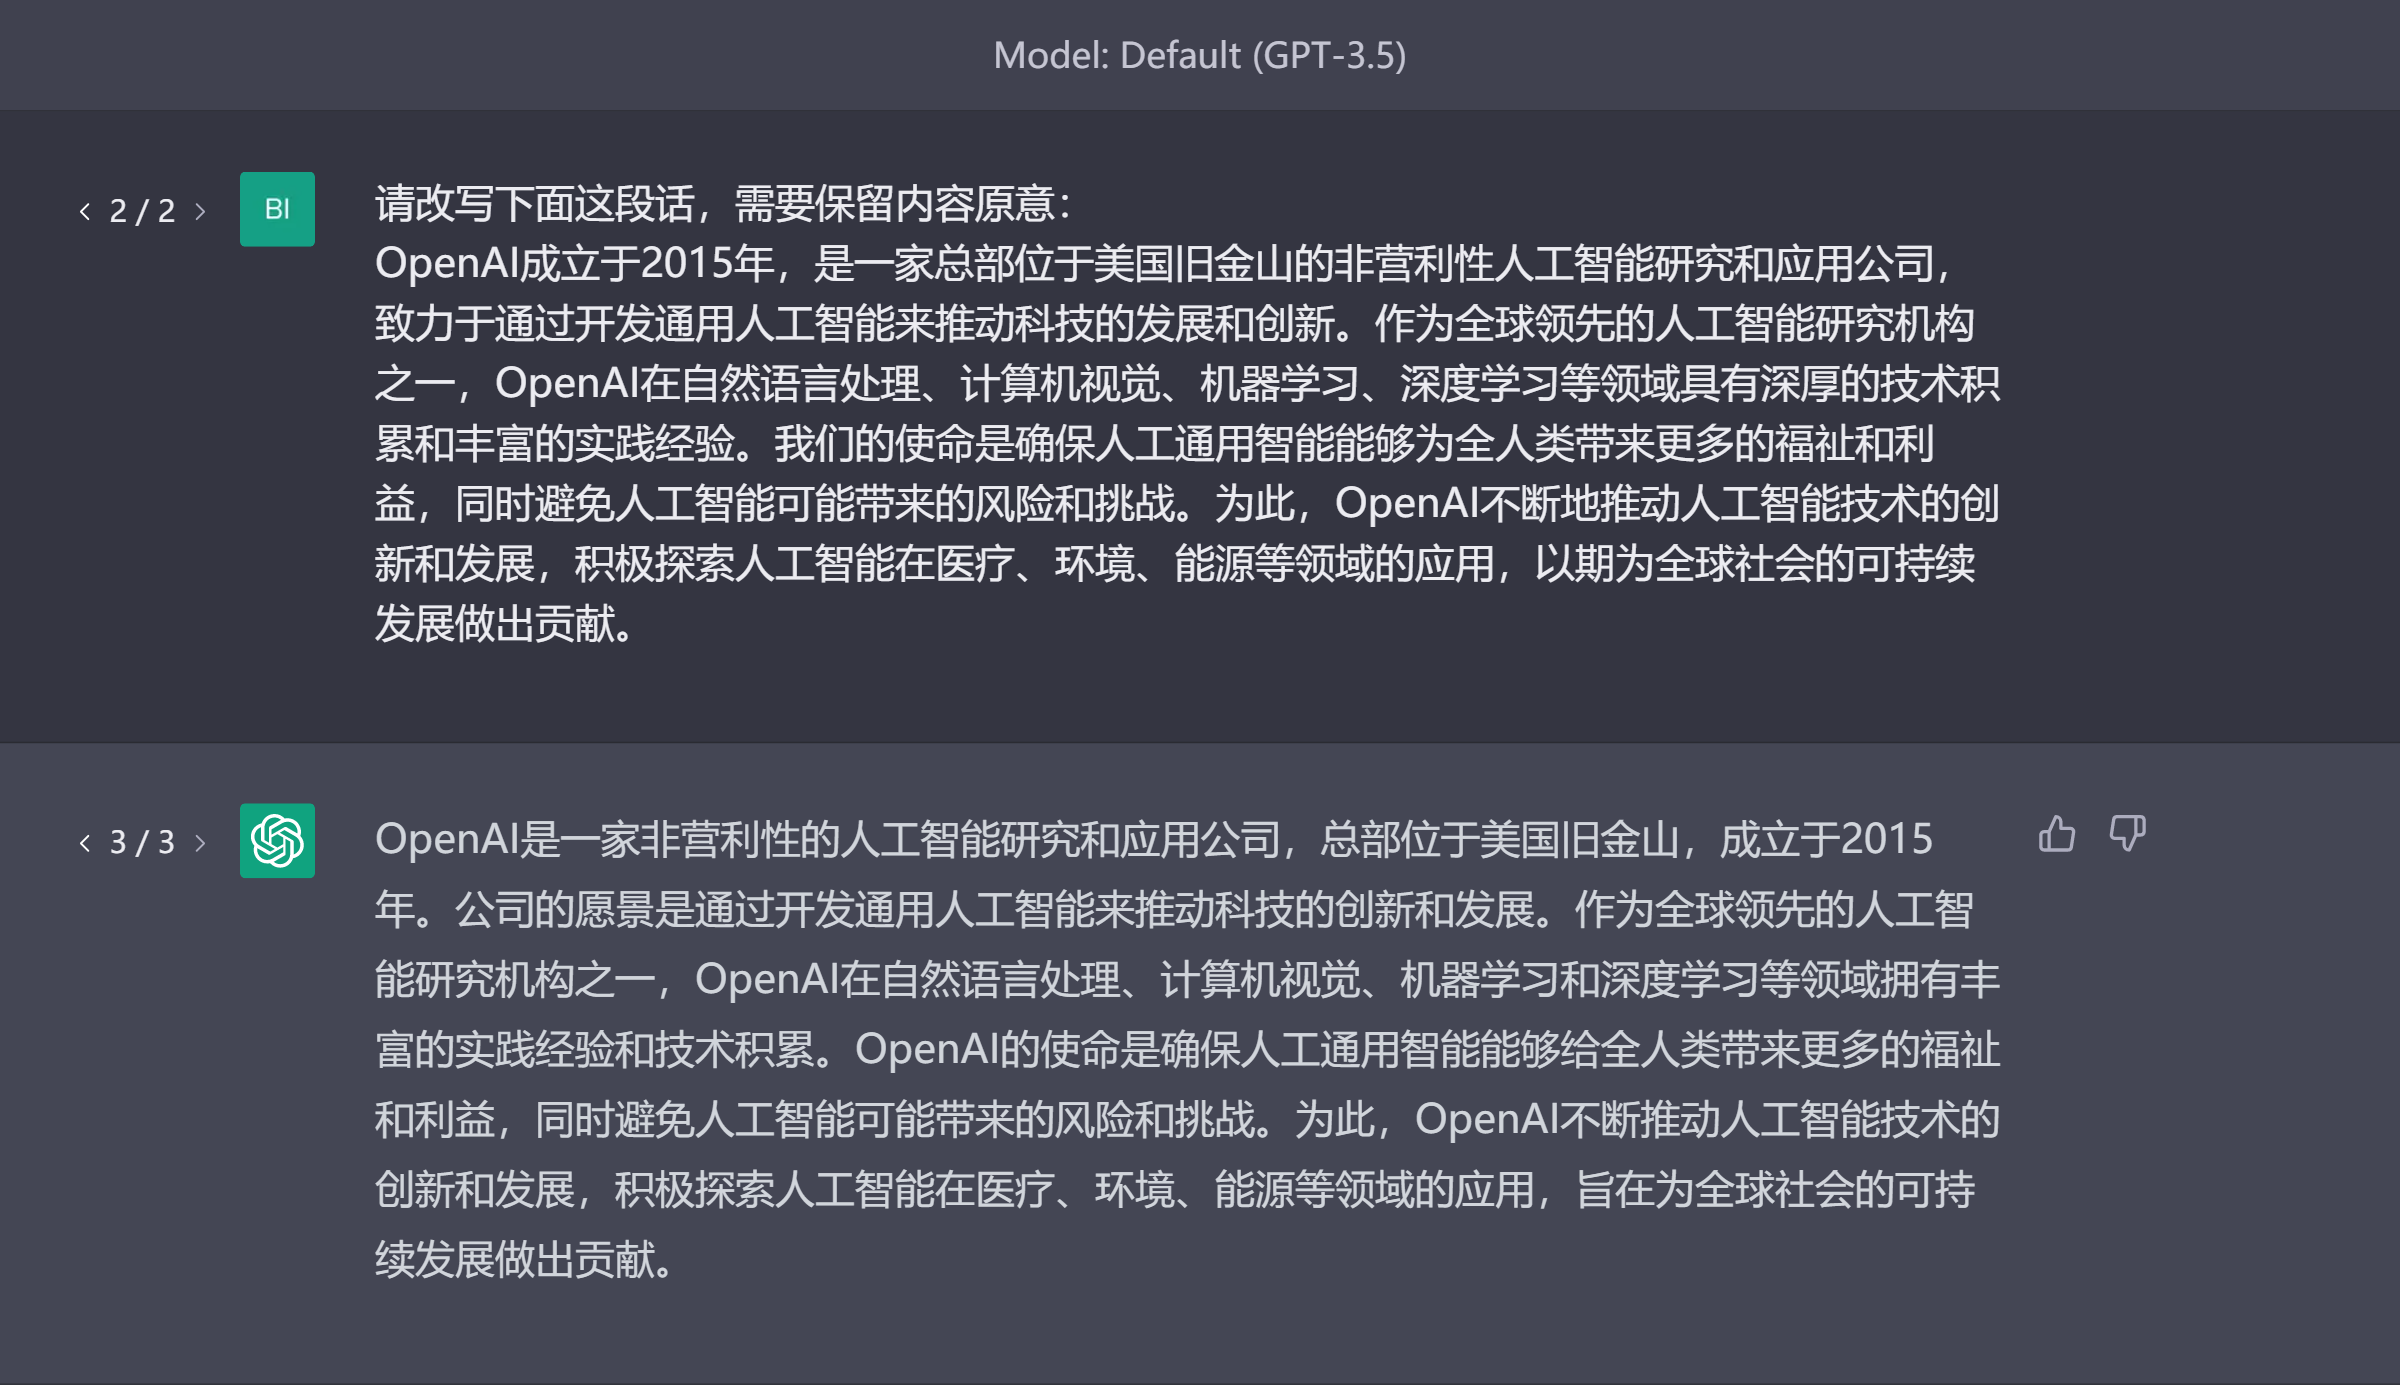 Model: Default (GPT-3.5)
< 2 / 2 >
BI
请改写下面这段话，需要保留内容原意：
OpenAI成立于2015年，是一家总部位于美国旧金山的非营利性人工智能研究和应用公司，
致力于通过开发通用人工智能来推动科技的发展和创新。作为全球领先的人工智能研究机构
之一，OpenAI在自然语言处理、计算机视觉、机器学习、深度学习等领域具有深厚的技术积
累和丰富的实践经验。我们的使命是确保人工通用智能能够为全人类带来更多的福祉和利
益，同时避免人工智能可能带来的风险和挑战。为此，OpenAI不断地推动人工智能技术的创
新和发展，积极探索人工智能在医疗、环境、能源等领域的应用，以期为全球社会的可持续
发展做出贡献。
< 3 / 3 >
OpenAI是一家非营利性的人工智能研究和应用公司，总部位于美国旧金山，成立于2015
年。公司的愿景是通过开发通用人工智能来推动科技的创新和发展。作为全球领先的人工智
能研究机构之一，OpenAI在自然语言处理、计算机视觉、机器学习和深度学习等领域拥有丰
富的实践经验和技术积累。OpenAI的使命是确保人工通用智能能够给全人类带来更多的福祉
和利益，同时避免人工智能可能带来的风险和挑战。为此，OpenAI不断推动人工智能技术的
创新和发展，积极探索人工智能在医疗、环境、能源等领域的应用，旨在为全球社会的可持
续发展做出贡献。